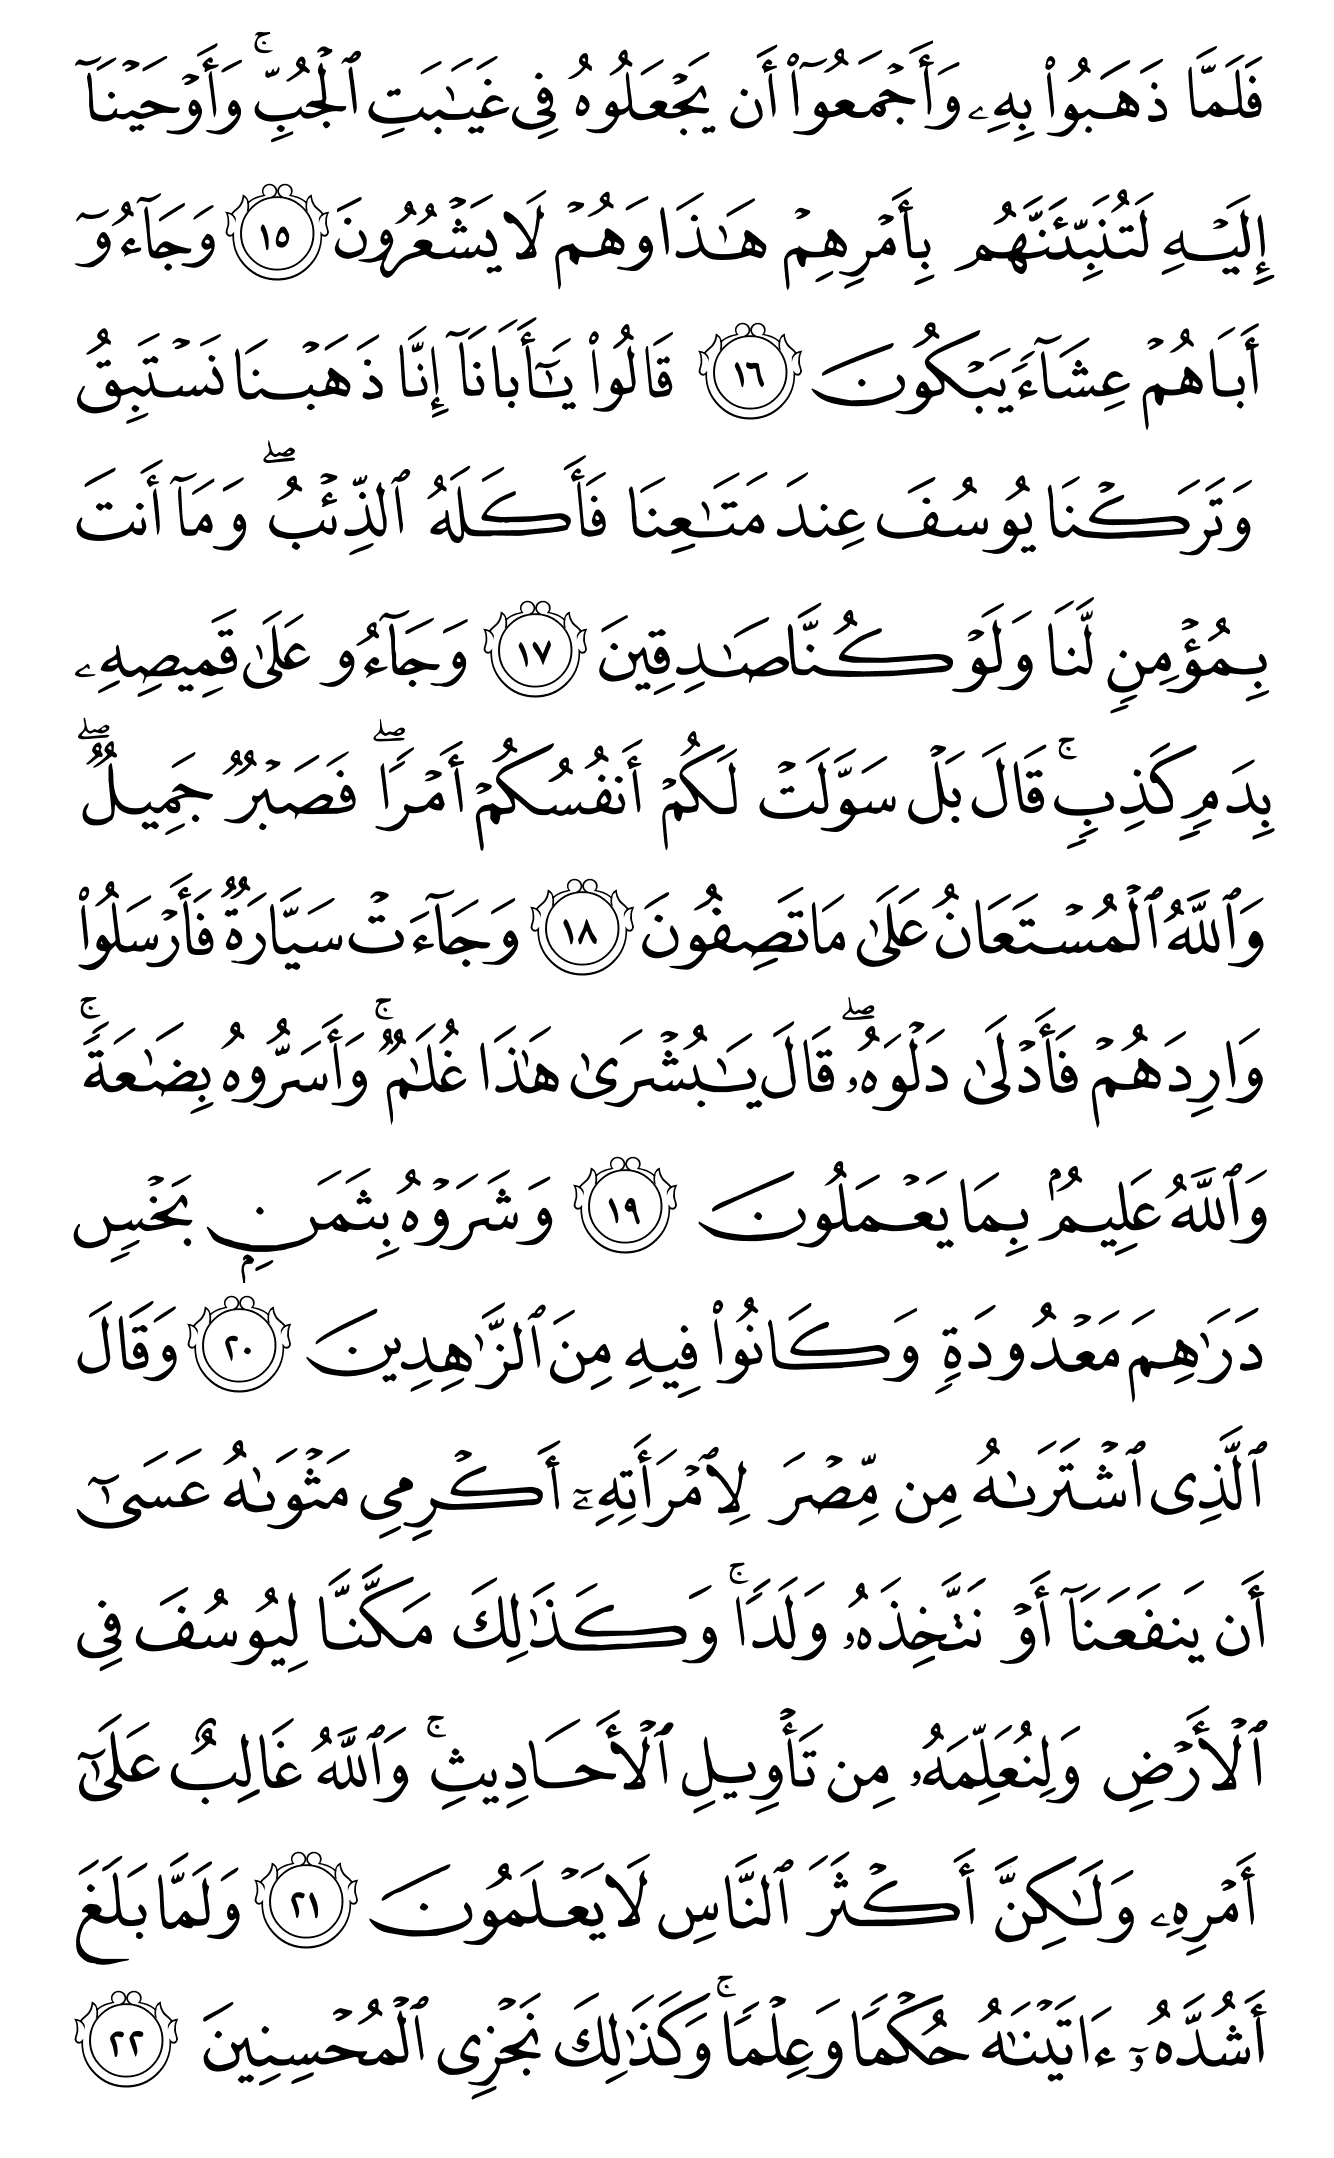 فَلَمَّا ذَهَبُوا۟ بِهِۦ وَأَجْمَعُوٓا۟ أَن يَجْعَلُوهُ فِى غَيَـٰبَتِ ٱلْجُبِّ ۚ وَأَوْحَيْنَآ
إِلَيْهِ لَتُنَبِّئَنَّهُم بِأَمْرِهِمْ هَـٰذَا وَهُمْ لَا يَشْعُرُونَ ١٥ وَجَآءُوٓ
أَبَاهُمْ عِشَآءً يَبْكُونَ ١٦ قَالُوا۟ يَـٰٓأَبَانَآ إِنَّا ذَهَبْنَا نَسْتَبِقُ
وَتَرَكْنَا يُوسُفَ عِندَ مَتَـٰعِنَا فَأَكَلَهُ ٱلذِّئْبُ ۖ وَمَآ أَنتَ
بِمُؤْمِنٍ لَّنَا وَلَوْ كُنَّا صَـٰدِقِينَ ١٧ وَجَآءُو عَلَىٰ قَمِيصِهِۦ
بِدَمٍ كَذِبٍ ۚ قَالَ بَلْ سَوَّلَتْ لَكُمْ أَنفُسُكُمْ أَمْرًا ۖ فَصَبْرٌ جَمِيلٌ ۖ
وَٱللَّهُ ٱلْمُسْتَعَانُ عَلَىٰ مَا تَصِفُونَ ١٨ وَجَآءَتْ سَيَّارَةٌ فَأَرْسَلُوا۟
وَارِدَهُمْ فَأَدْلَىٰ دَلْوَهُۥ ۖ قَالَ يَـٰبُشْرَىٰ هَـٰذَا غُلَـٰمٌ ۚ وَأَسَرُّوهُ بِضَـٰعَةً ۚ
وَٱللَّهُ عَلِيمٌۢ بِمَا يَعْمَلُونَ ١٩ وَشَرَوْهُ بِثَمَنٍۭ بَخْسٍ
دَرَٰهِمَ مَعْدُودَةٍ وَكَانُوا۟ فِيهِ مِنَ ٱلزَّٰهِدِينَ ٢٠ وَقَالَ
ٱلَّذِى ٱشْتَرَىٰهُ مِن مِّصْرَ لِٱمْرَأَتِهِۦٓ أَكْرِمِى مَثْوَىٰهُ عَسَىٰٓ
أَن يَنفَعَنَآ أَوْ نَتَّخِذَهُۥ وَلَدًا ۚ وَكَذَٰلِكَ مَكَّنَّا لِيُوسُفَ فِى
ٱلْأَرْضِ وَلِنُعَلِّمَهُۥ مِن تَأْوِيلِ ٱلْأَحَادِيثِ ۚ وَٱللَّهُ غَالِبٌ عَلَىٰٓ
أَمْرِهِۦ وَلَـٰكِنَّ أَكْثَرَ ٱلنَّاسِ لَا يَعْلَمُونَ ٢١ وَلَمَّا بَلَغَ
أَشُدَّهُۥٓ ءَاتَيْنَـٰهُ حُكْمًا وَعِلْمًا ۚ وَكَذَٰلِكَ نَجْزِى ٱلْمُحْسِنِينَ ٢٢